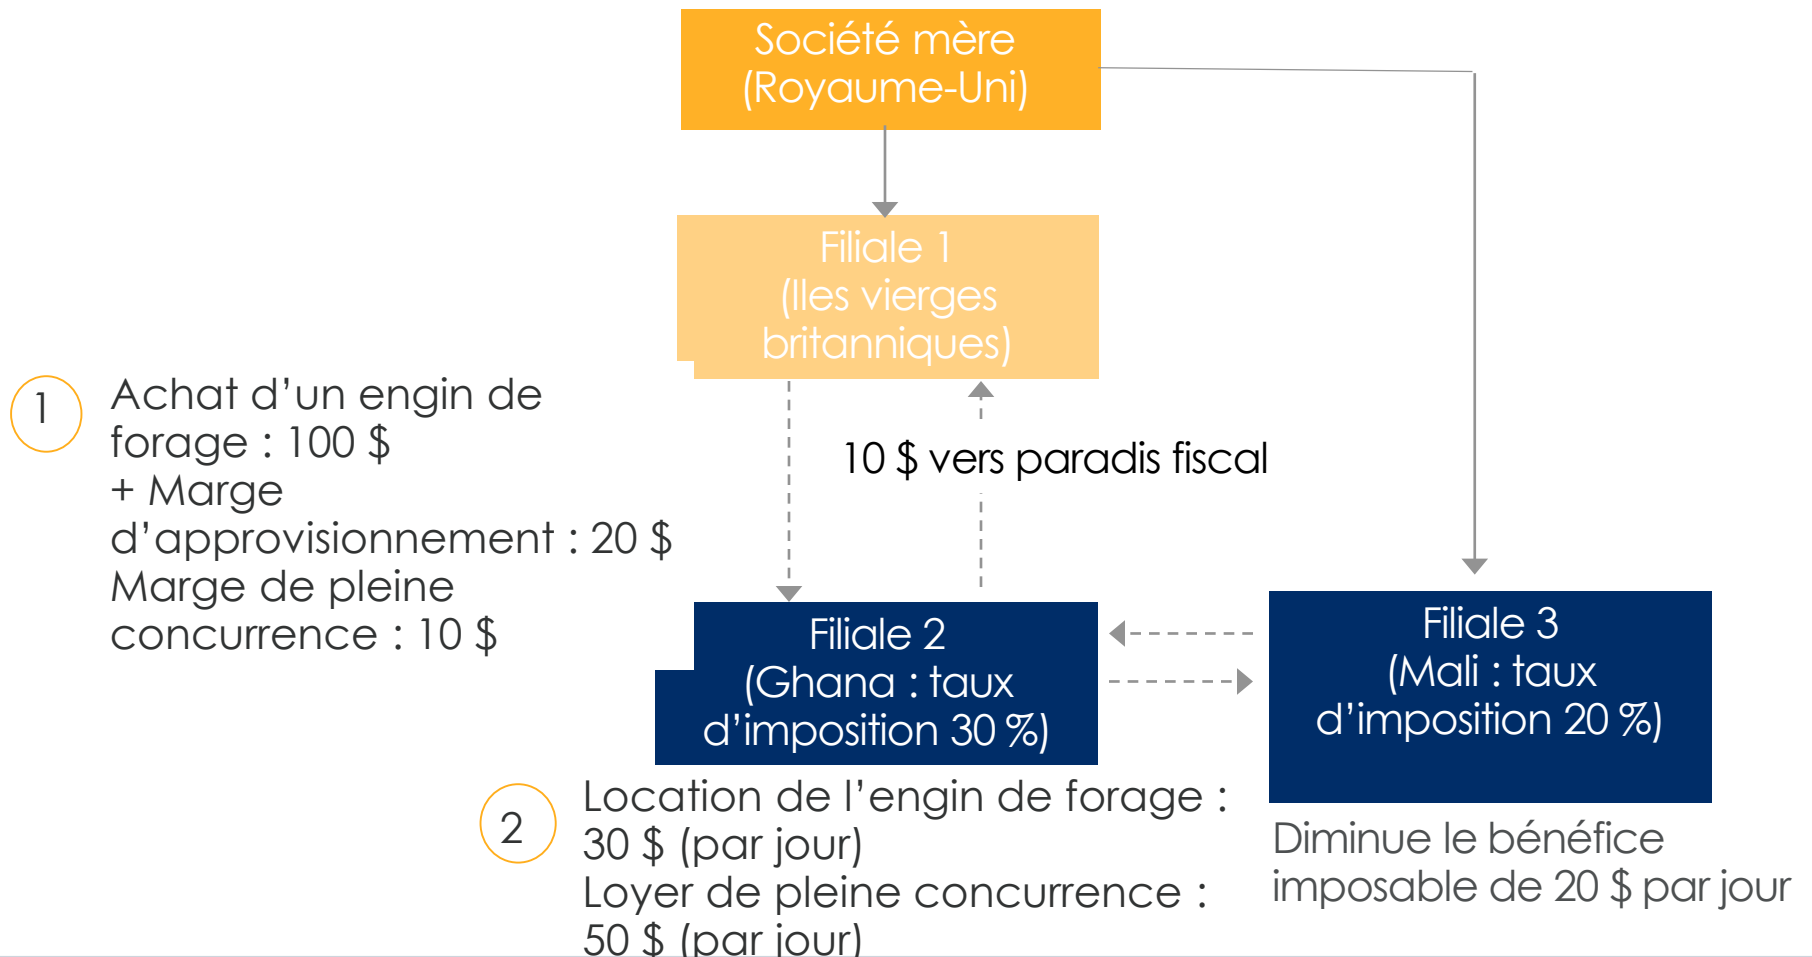 Société mère
(Royaume-Uni)
Filiale 1
(Iles vierges
britanniques)
1
Achat d’un engin de
forage : 100 $
+ Marge
d’approvisionnement : 20 $
Marge de pleine
concurrence : 10 $
10 $ vers paradis fiscal
Filiale 2
(Ghana : taux
d’imposition 30 %)
Filiale 3
(Mali : taux
d’imposition 20 %)
2
Location de l’engin de forage :
30 $ (par jour)
Loyer de pleine concurrence :
50 $ (par jour)
Diminue le bénéfice
imposable de 20 $ par jour